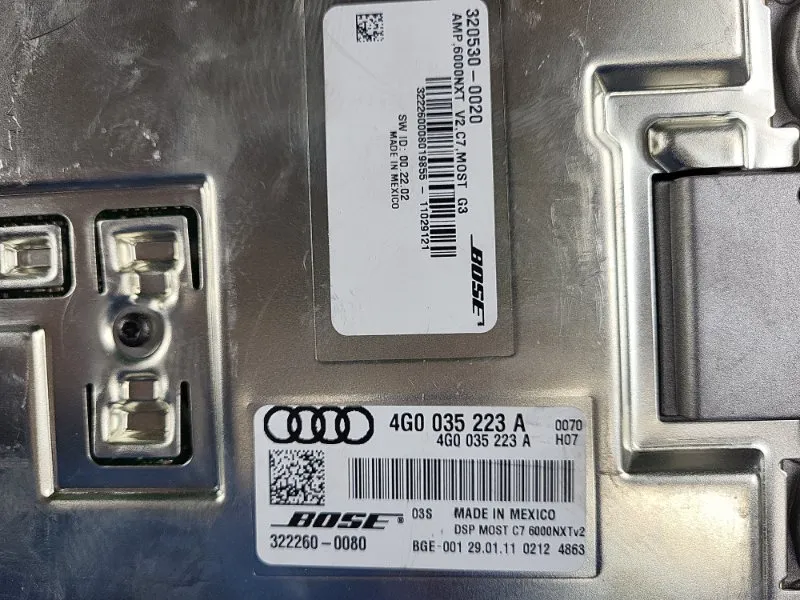 320530-0020
AMP,6000NXT V2,C7,MOST G3
322260008019855-11029121
SW ID: 00.22.02
MADE IN MEXICO
BOSE
4G0 035 223 A 0070
4G0 035 223 A H07
BOSE® 03S MADE IN MEXICO
DSP MOST C7 6000NXTv2
322260-0080 BGE-001 29.01.11 0212 4863